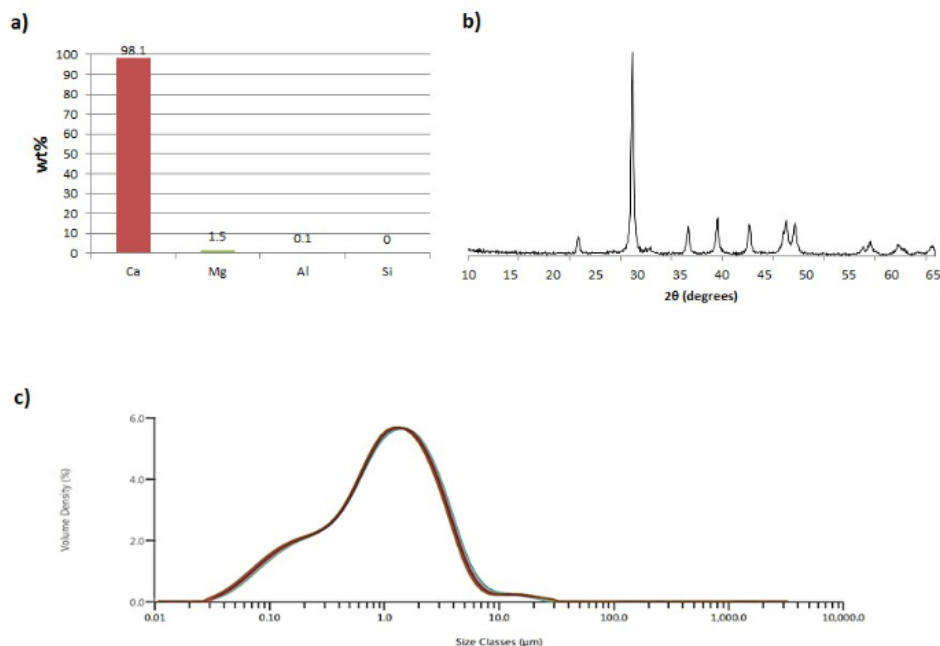 a)
98.1
100
90
80
70
60
50
40
30
20
10
0
wt%
1.5
0.1
0
Ca Mg Al Si
b)
10 15 20 25 30 35 40 45 50 55 60 65
2θ (degrees)
c)
6.0
4.0
2.0
0.0
Volume Density (%)
0.01 0.10 1.0 10.0 100.0 1,000.0 10,000.0
Size Classes (µm)